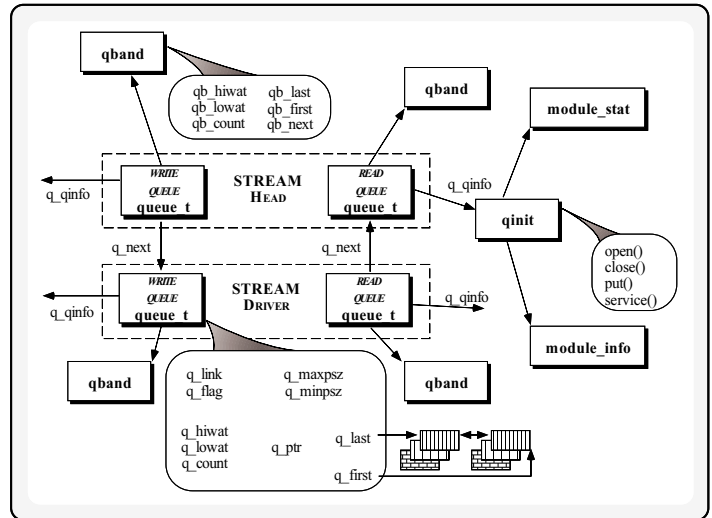 qband
qb_hiwat qb_last
qb_lowat qb_first
qb_count qb_next
qband
module_stat
WRITE
QUEUE
queue_t
STREAM
HEAD
READ
QUEUE
queue_t
q_qinfo
q_qinfo
qinit
q_next
q_next
open()
close()
put()
service()
WRITE
QUEUE
queue_t
STREAM
DRIVER
READ
QUEUE
queue_t
q_qinfo
q_qinfo
module_info
qband
qband
q_link q_maxpsz
q_flag q_minpsz
q_hiwat
q_lowat
q_count
q_ptr
q_last
q_first